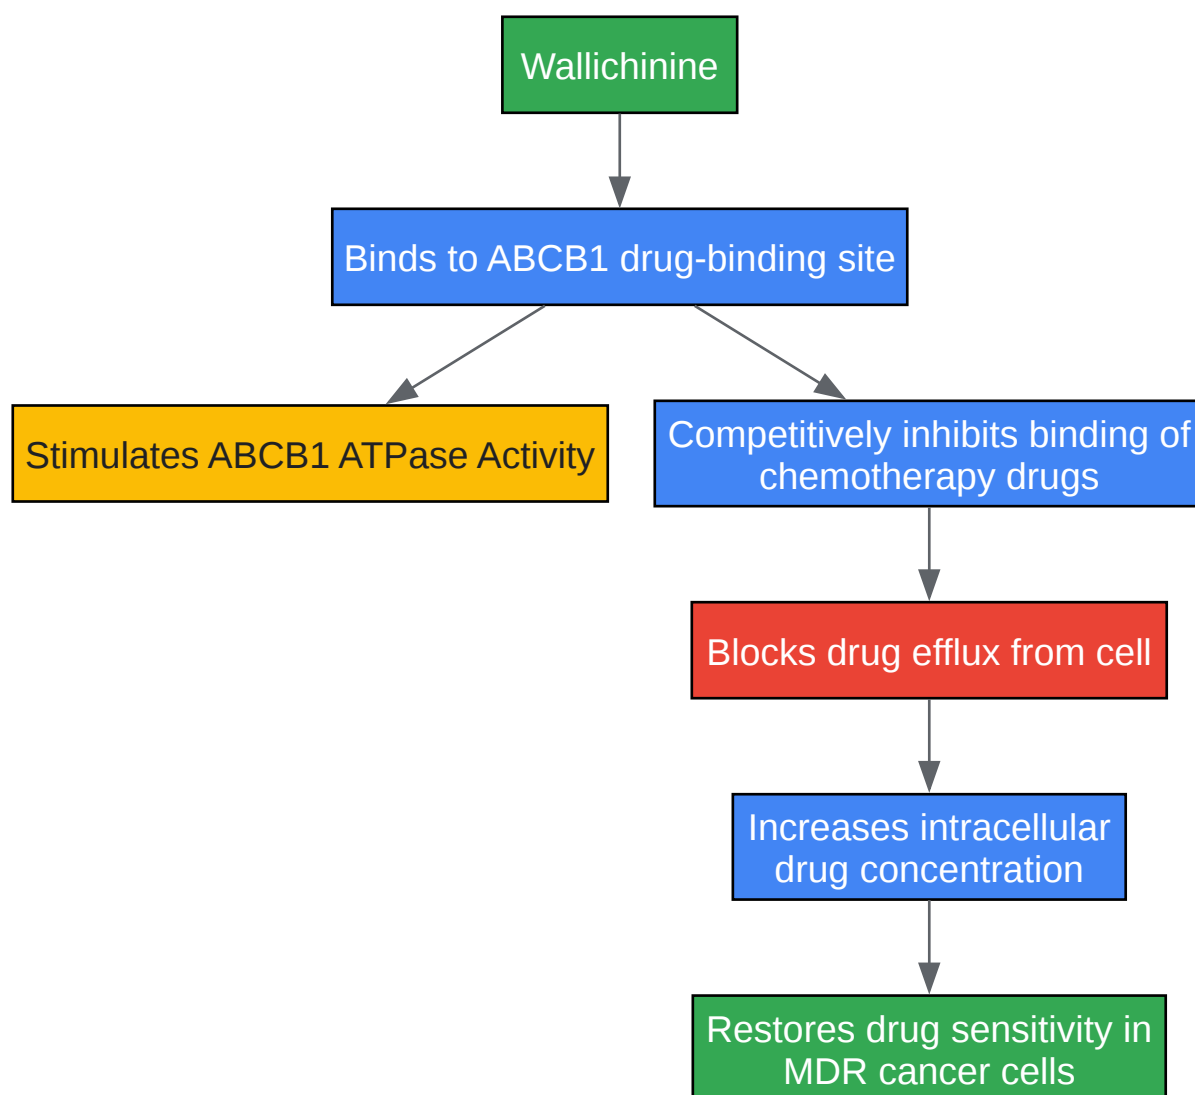 Wallichinine
Binds to ABCB1 drug-binding site
Stimulates ABCB1 ATPase Activity
Competitively inhibits binding of
chemotherapy drugs
Blocks drug efflux from cell
Increases intracellular
drug concentration
Restores drug sensitivity in
MDR cancer cells